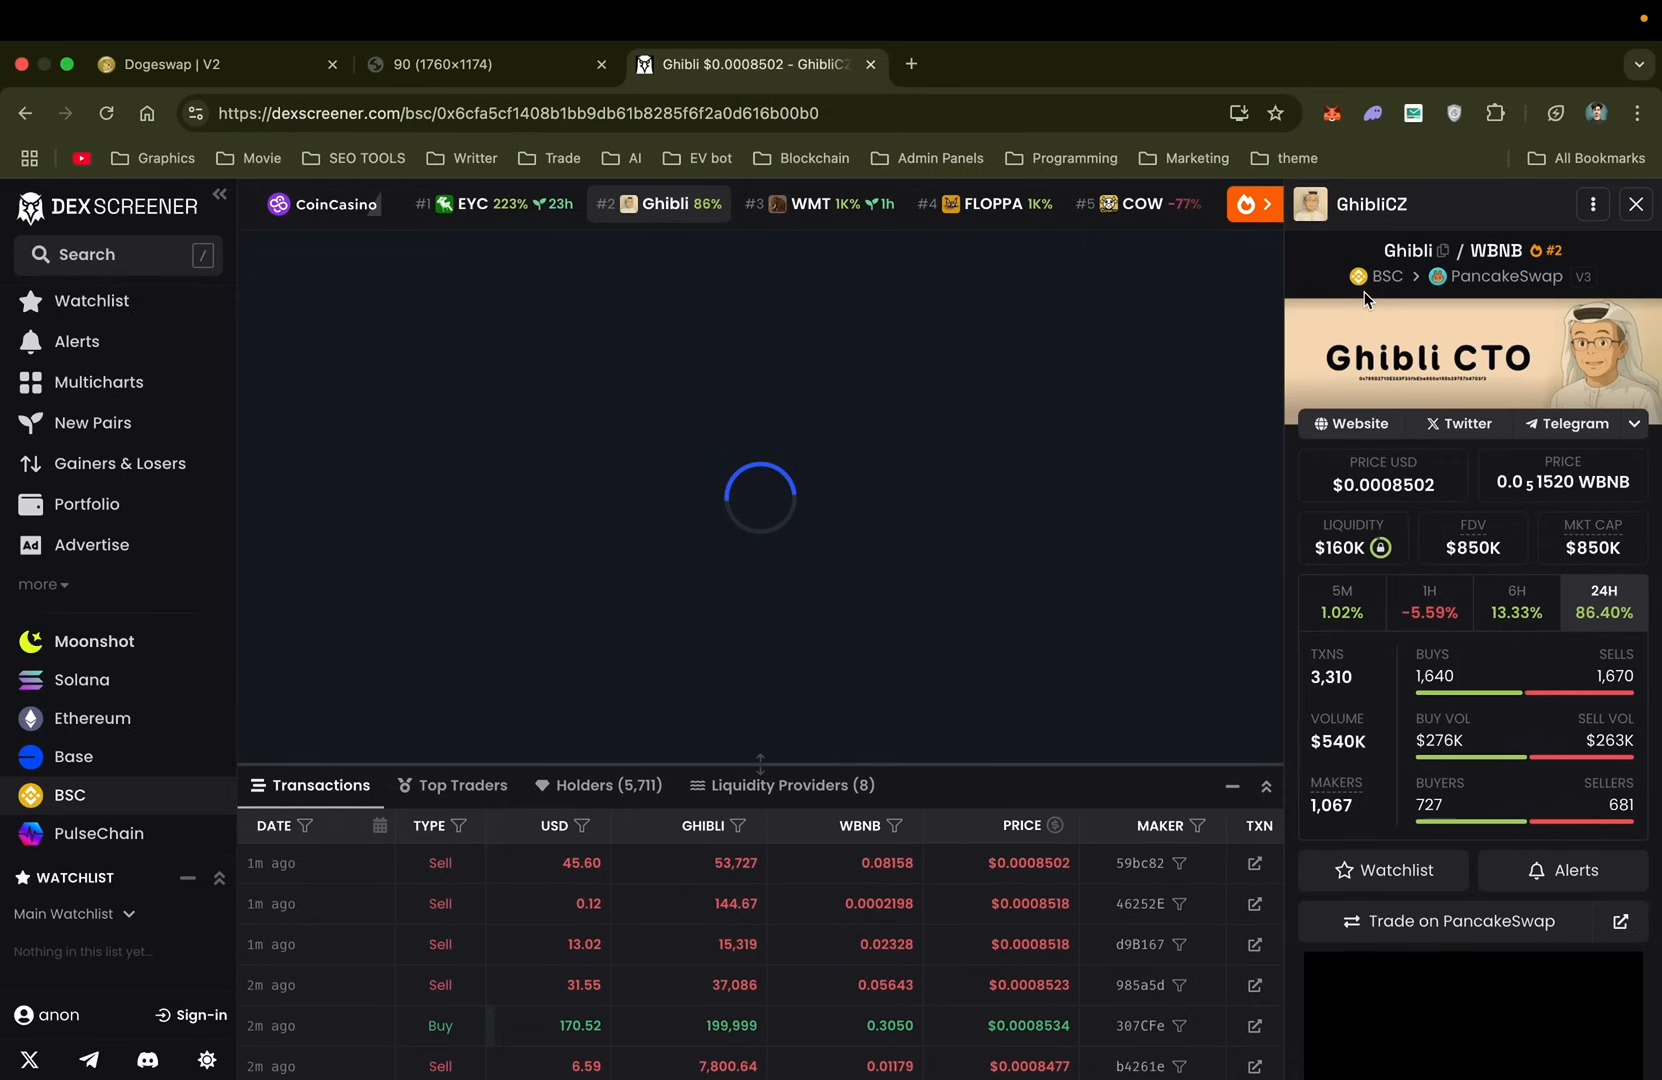 Dogeswap | V2
90 (1760×1174)
Ghibli $0.0008502 - GhibliCZ
https://dexscreener.com/bsc/0x6cfa5cf1408b1bb9db61b8285f6f2a0d616b00b0
Graphics
Movie
SEO TOOLS
Writter
Trade
AI
EV bot
Blockchain
Admin Panels
Programming
Marketing
theme
All Bookmarks
DEX SCREENER
Search /
Watchlist
Alerts
Multicharts
New Pairs
Gainers & Losers
Portfolio
Ad Advertise
more
Moonshot
Solana
Ethereum
Base
BSC
PulseChain
WATCHLIST
Main Watchlist
Nothing in this list yet...
anon Sign-in
CoinCasino
#1 EYC 223% 23h
#2 Ghibli 86%
#3 WMT 1K% 1h
#4 FLOPPA 1K%
#5 COW -77%
Transactions Top Traders Holders (5,711) Liquidity Providers (8)
DATE TYPE USD GHIBLI WBNB PRICE MAKER TXN
1m ago Sell 45.60 53,727 0.08158 $0.0008502 59bc82
1m ago Sell 0.12 144.67 0.0002198 $0.0008518 46252E
1m ago Sell 13.02 15,319 0.02328 $0.0008518 d9B167
2m ago Sell 31.55 37,086 0.05643 $0.0008523 985a5d
2m ago Buy 170.52 199,999 0.3050 $0.0008534 307CFe
2m ago Sell 6.59 7,800.64 0.01179 $0.0008477 b4261e
GhibliCZ
Ghibli / WBNB #2
BSC > PancakeSwap V3
Ghibli CTO
Website Twitter Telegram
PRICE USD
$0.0008502
PRICE
0.0₅1520 WBNB
LIQUIDITY
$160K
FDV
$850K
MKT CAP
$850K
5M
1.02%
1H
-5.59%
6H
13.33%
24H
86.40%
TXNS
3,310
BUYS
1,640
SELLS
1,670
VOLUME
$540K
BUY VOL
$276K
SELL VOL
$263K
MAKERS
1,067
BUYERS
727
SELLERS
681
Watchlist
Alerts
Trade on PancakeSwap